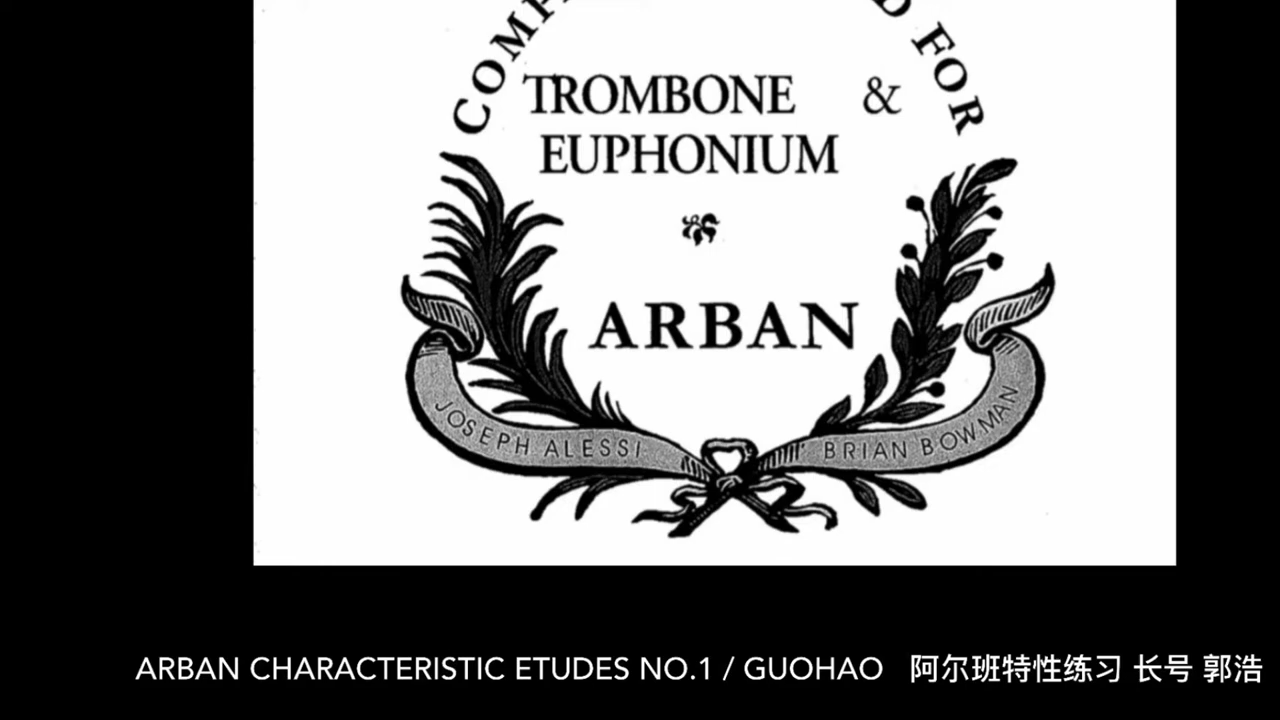 FOR
TROMBONE &
EUPHONIUM
ARBAN
JOSEPH ALESSI
BRIAN BOWMAN
ARBAN CHARACTERISTIC ETUDES NO.1 / GUOHAO 阿尔班特性练习 长号 郭浩